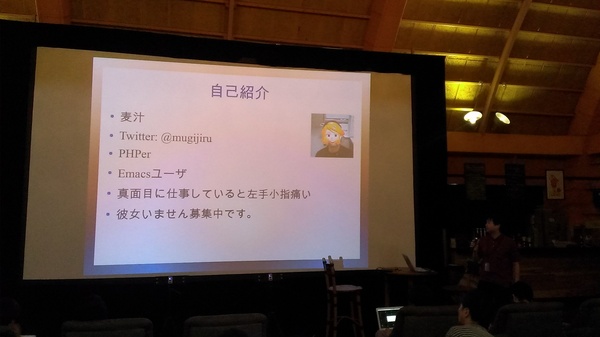 自己紹介
• 麦汁
• Twitter: @mugijiru
• PHPer
• Emacsユーザ
• 真面目に仕事していると左手小指痛い
• 彼女いません募集中です。